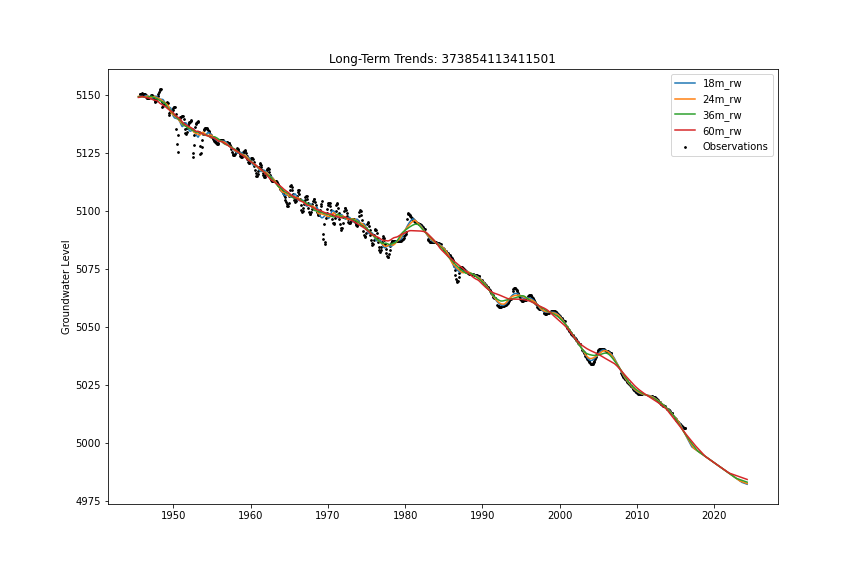 Long-Term Trends: 373854113411501
18m_rw
24m_rw
36m_rw
60m_rw
Observations
Groundwater Level
5150
5125
5100
5075
5050
5025
5000
4975
1950 1960 1970 1980 1990 2000 2010 2020